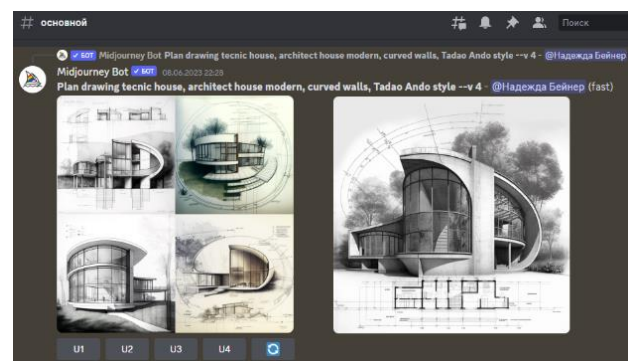 основной
Поиск
БОТ Midjourney Bot Plan drawing tecnic house, architect house modern, curved walls, Tadao Ando style --v 4 - @Надежда Бейнер
Midjourney Bot БОТ 08.06.2023 22:28
Plan drawing tecnic house, architect house modern, curved walls, Tadao Ando style --v 4 - @Надежда Бейнер (fast)
U1 U2 U3 U4